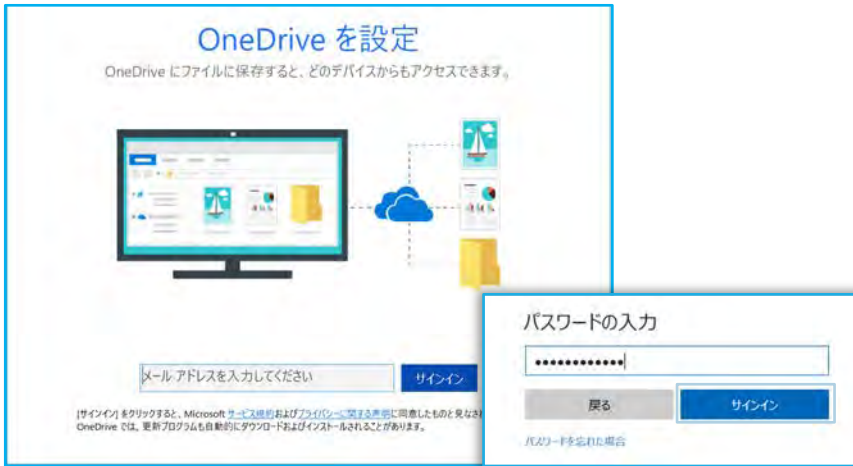 OneDrive を設定
OneDrive にファイルに保存すると、どのデバイスからもアクセスできます。
メール アドレスを入力してください
サインイン
[サインイン] をクリックすると、Microsoft サービス規約およびプライバシーに関する声明に同意したものと見なさ
OneDrive では、更新プログラムも自動的にダウンロードおよびインストールされることがあります。
パスワードの入力
••••••••••••
戻る
サインイン
パスワードを忘れた場合